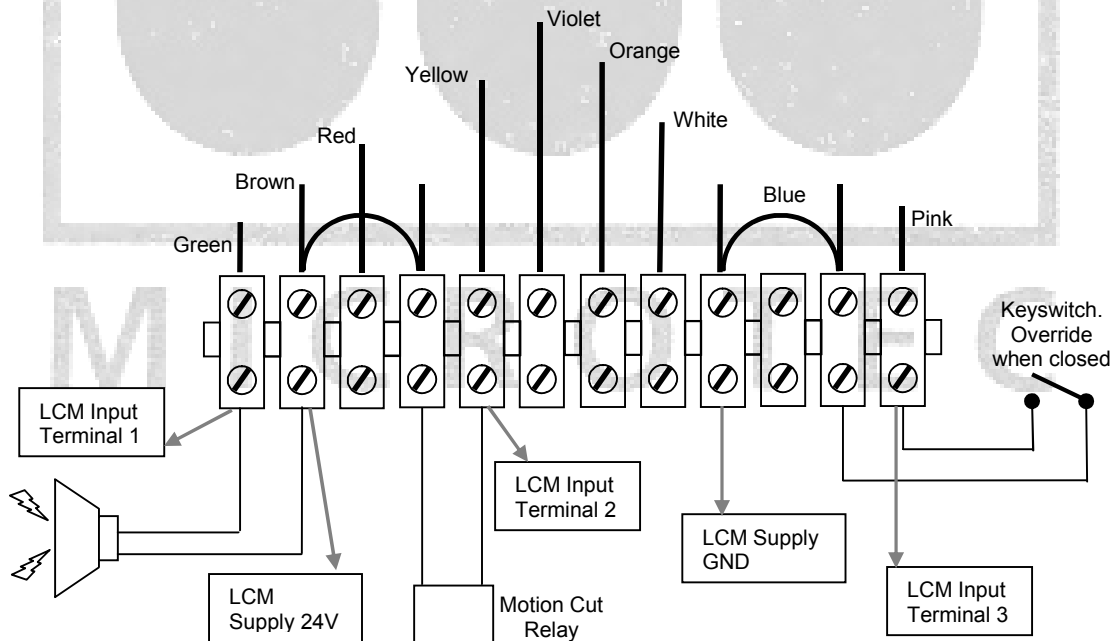 Violet
Orange
Yellow
White
Red
Brown
Blue
Green
Pink
MICROTEC
Keyswitch.
Override
when closed
LCM Input
Terminal 1
LCM Input
Terminal 2
LCM Supply
GND
LCM
Supply 24V
Motion Cut
Relay
LCM Input
Terminal 3